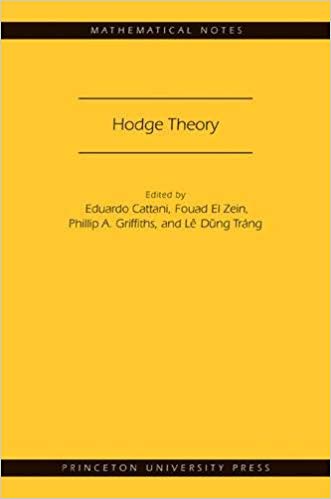 MATHEMATICAL NOTES
Hodge Theory
Edited by
Eduardo Cattani, Fouad El Zein,
Phillip A. Griffiths, and Lê Dũng Tráng
PRINCETON UNIVERSITY PRESS